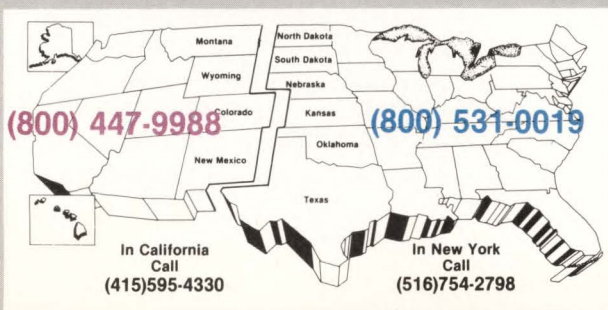 Montana
North Dakota
South Dakota
Wyoming
Nebraska
(800) 447-9988
Colorado
Kansas
(800) 531-0019
Oklahoma
New Mexico
Texas
In California
Call
(415)595-4330
In New York
Call
(516)754-2798